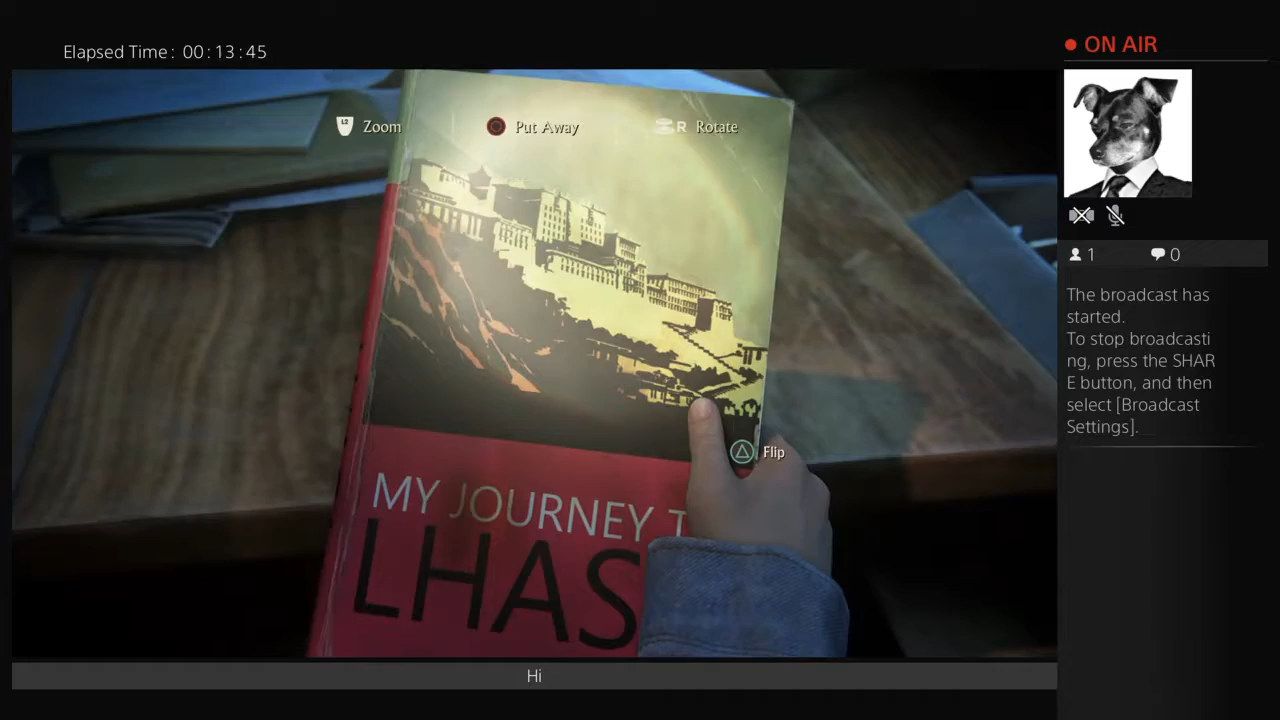 Elapsed Time: 00:13:45
ON AIR
Zoom
Put Away
R Rotate
L2
1
0
The broadcast has
started.
To stop broadcasti
ng, press the SHAR
E button, and then
select [Broadcast
Settings].
Flip
MY JOURNEY T
LHAS
Hi